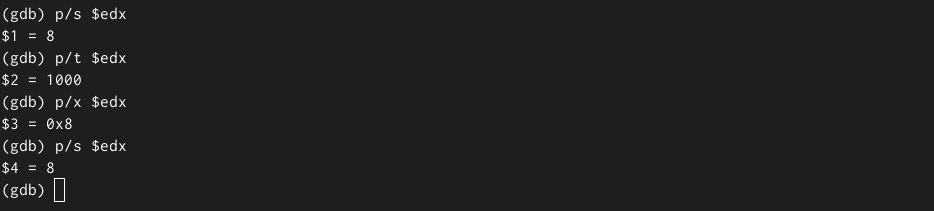 (gdb) p/s $edx
$1 = 8
(gdb) p/t $edx
$2 = 1000
(gdb) p/x $edx
$3 = 0x8
(gdb) p/s $edx
$4 = 8
(gdb)